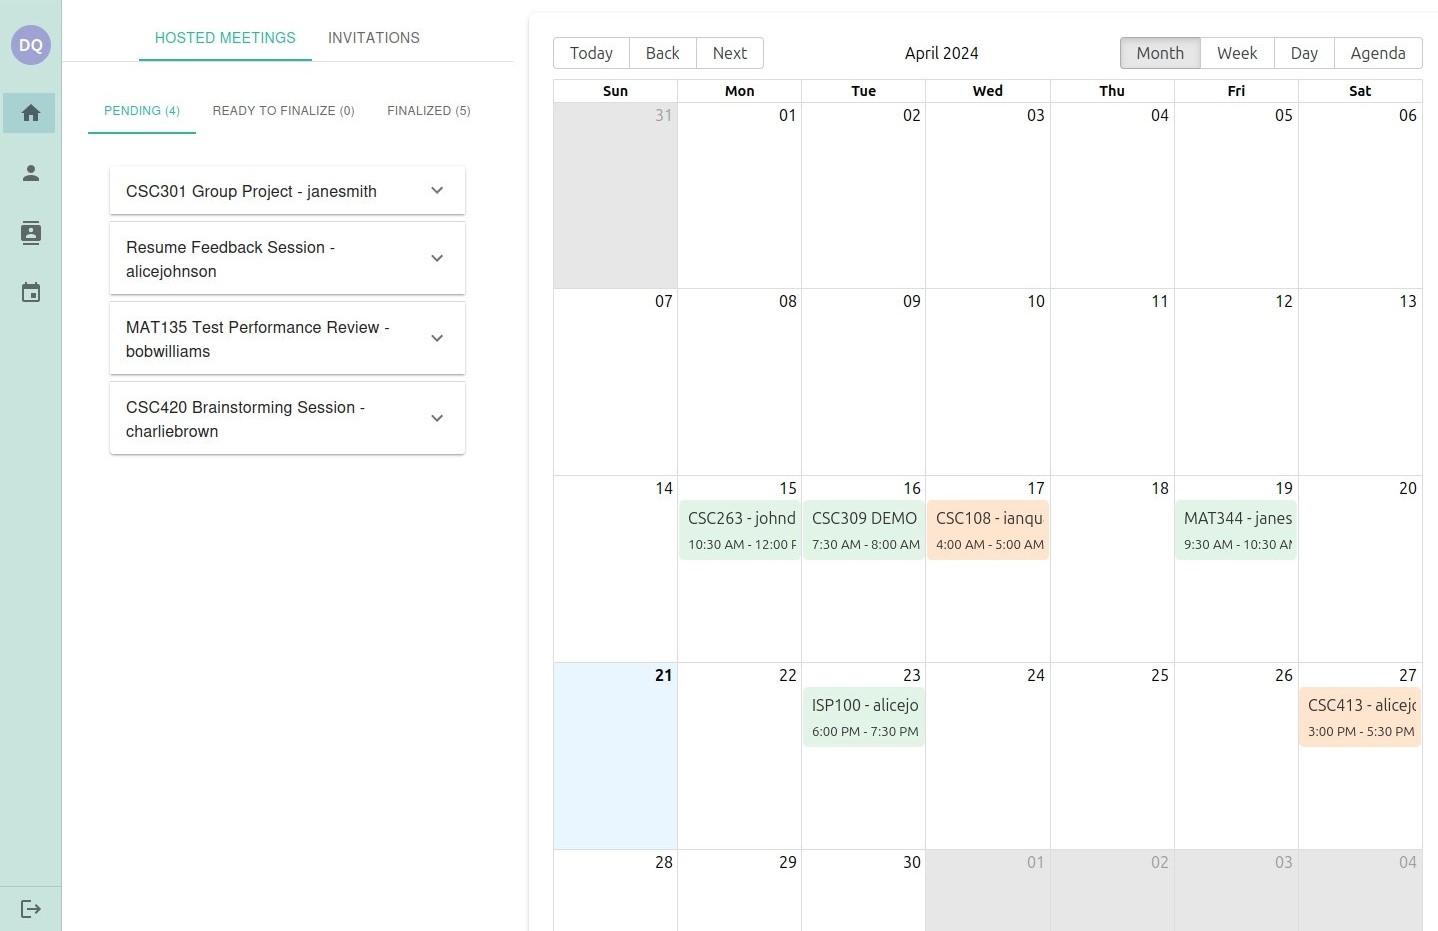 DQ
HOSTED MEETINGS INVITATIONS
PENDING (4) READY TO FINALIZE (0) FINALIZED (5)
CSC301 Group Project - janesmith
Resume Feedback Session -
alicejohnson
MAT135 Test Performance Review -
bobwilliams
CSC420 Brainstorming Session -
charliebrown
Today Back Next April 2024 Month Week Day Agenda
Sun Mon Tue Wed Thu Fri Sat
31 01 02 03 04 05 06
07 08 09 10 11 12 13
14 15 16 17 18 19 20
CSC263 - johnd CSC309 DEMO CSC108 - ianqu MAT344 - janes
10:30 AM - 12:00 7:30 AM - 8:00 AM 4:00 AM - 5:00 AM 9:30 AM - 10:30 AM
21 22 23 24 25 26 27
ISP100 - alicejo CSC413 - alicejo
6:00 PM - 7:30 PM 3:00 PM - 5:30 PM
28 29 30 01 02 03 04